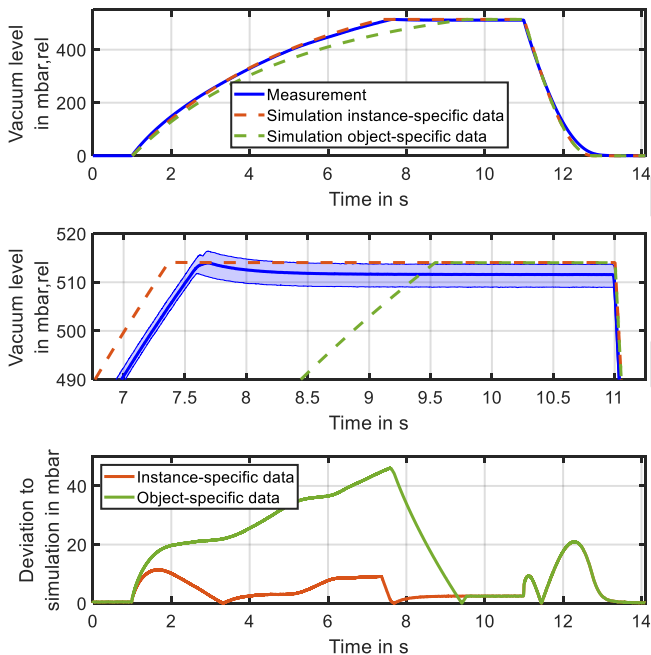 Vacuum level
in mbar,rel
400
200
0
Measurement
Simulation instance-specific data
Simulation object-specific data
0 2 4 6 8 10 12 14
Time in s
Vacuum level
in mbar,rel
520
510
500
490
7 7.5 8 8.5 9 9.5 10 10.5 11
Time in s
Deviation to
simulation in mbar
40
20
0
Instance-specific data
Object-specific data
0 2 4 6 8 10 12 14
Time in s